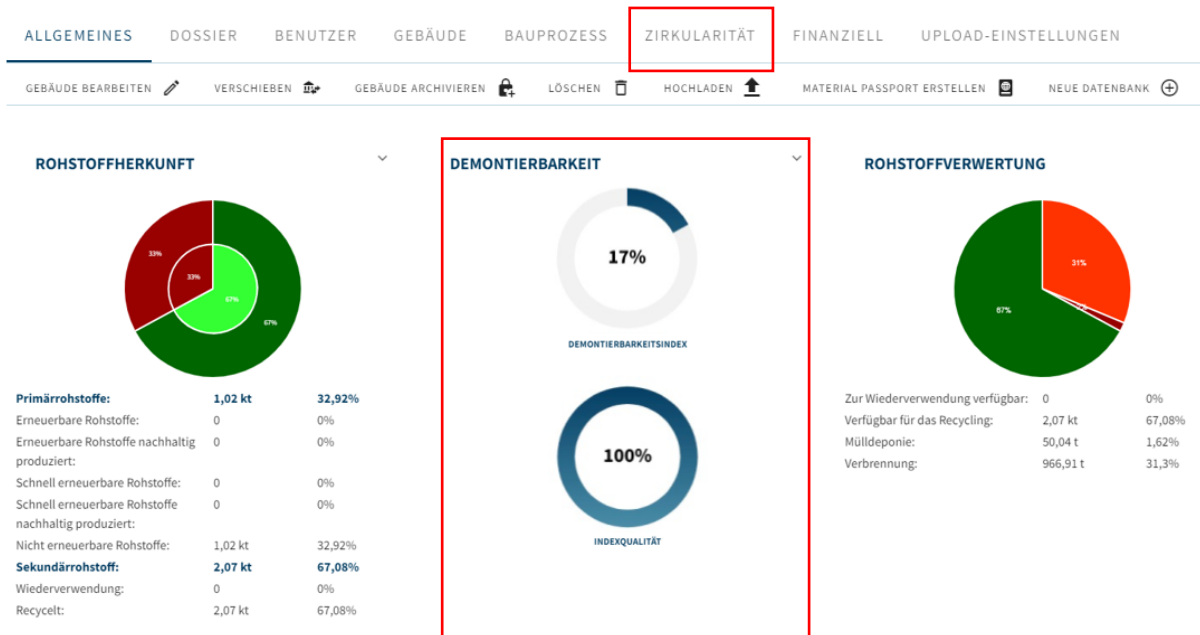 ALLGEMEINES DOSSIER BENUTZER GEBÄUDE BAUPROZESS ZIRKULARITÄT FINANZIELL UPLOAD-EINSTELLUNGEN
GEBÄUDE BEARBEITEN VERSCHIEBEN GEBÄUDE ARCHIVIEREN LÖSCHEN HOCHLADEN MATERIAL PASSPORT ERSTELLEN NEUE DATENBANK
ROHSTOFFHERKUNFT
33%
33%
67%
67%
Primärrohstoffe: 1,02 kt 32,92%
Erneuerbare Rohstoffe: 0 0%
Erneuerbare Rohstoffe nachhaltig 0 0%
produziert:
Schnell erneuerbare Rohstoffe: 0 0%
Schnell erneuerbare Rohstoffe 0 0%
nachhaltig produziert:
Nicht erneuerbare Rohstoffe: 1,02 kt 32,92%
Sekundärrohstoff: 2,07 kt 67,08%
Wiederverwendung: 0 0%
Recycelt: 2,07 kt 67,08%
DEMONTIERBARKEIT
17%
DEMONTIERBARKEITSINDEX
100%
INDEXQUALITÄT
ROHSTOFFVERWERTUNG
31%
67%
Zur Wiederverwendung verfügbar: 0 0%
Verfügbar für das Recycling: 2,07 kt 67,08%
Mülldeponie: 50,04 t 1,62%
Verbrennung: 966,91 t 31,3%